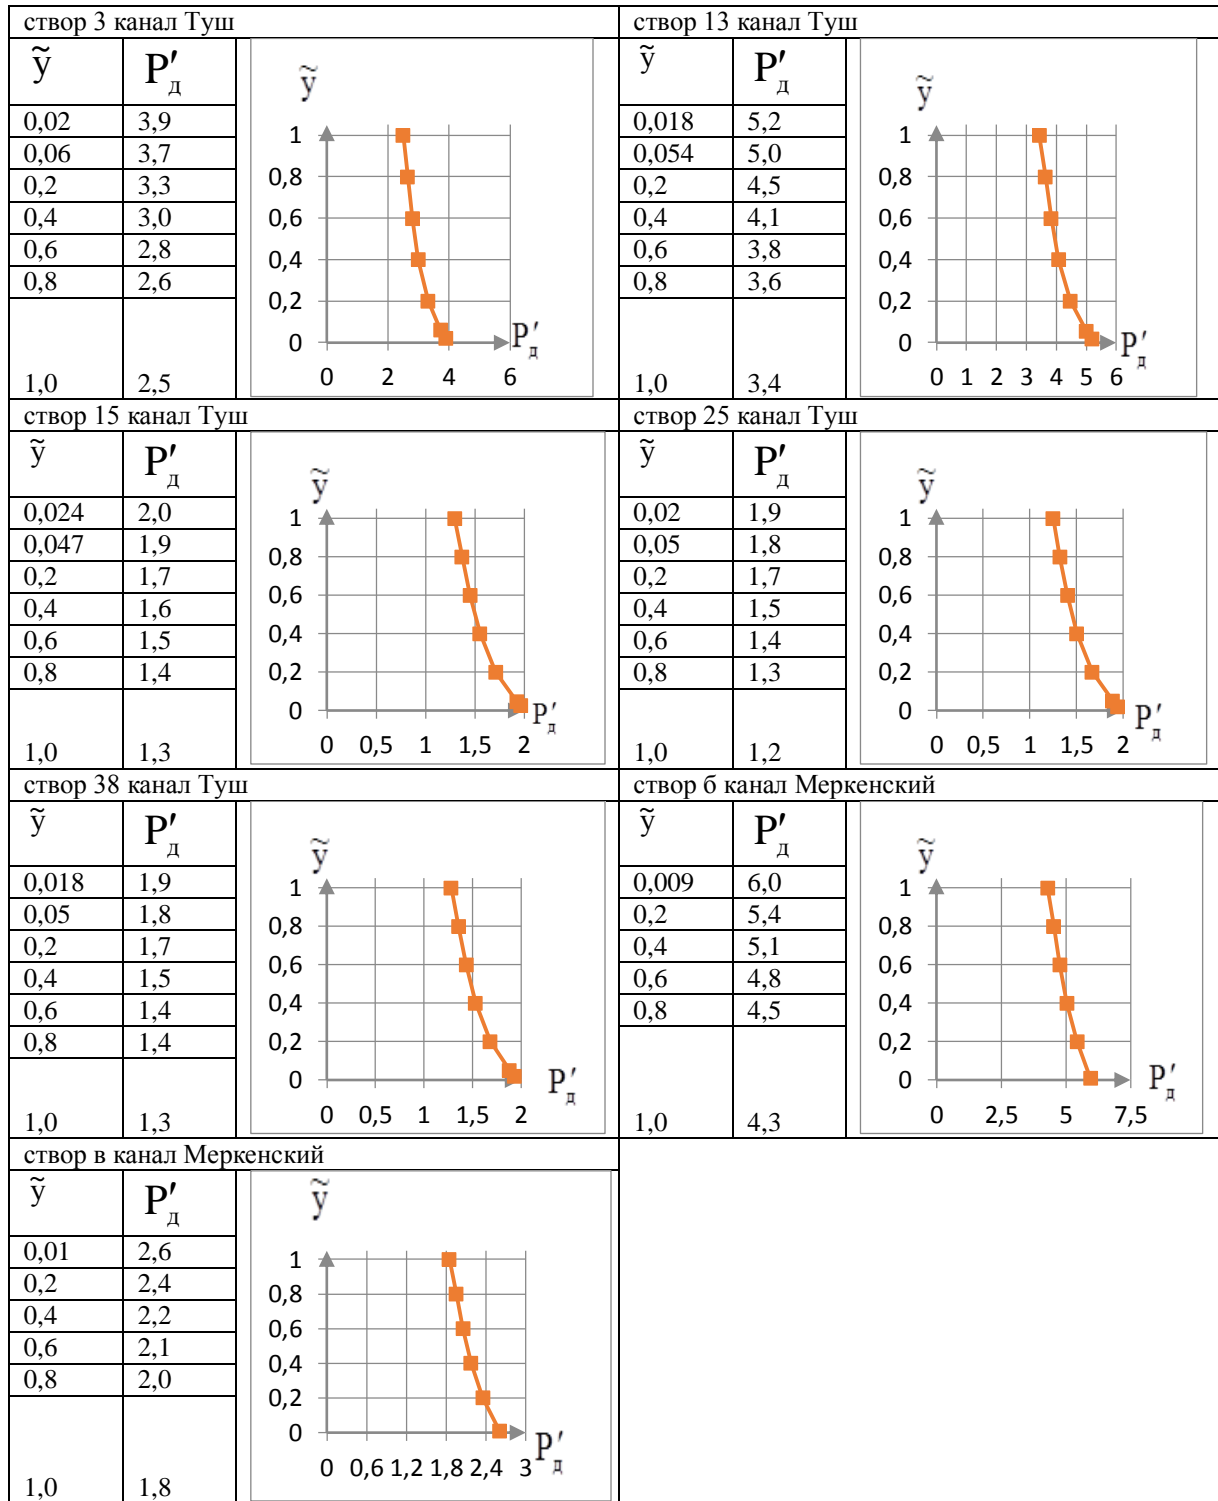 створ 3 канал Туш
ỹ P′д
0,02 3,9
0,06 3,7
0,2 3,3
0,4 3,0
0,6 2,8
0,8 2,6
1,0 2,5
ỹ
1
0,8
0,6
0,4
0,2
0
P′д
0 2 4 6
створ 13 канал Туш
ỹ P′д
0,018 5,2
0,054 5,0
0,2 4,5
0,4 4,1
0,6 3,8
0,8 3,6
1,0 3,4
ỹ
1
0,8
0,6
0,4
0,2
0
P′д
0 1 2 3 4 5 6
створ 15 канал Туш
ỹ P′д
0,024 2,0
0,047 1,9
0,2 1,7
0,4 1,6
0,6 1,5
0,8 1,4
1,0 1,3
ỹ
1
0,8
0,6
0,4
0,2
0
P′д
0 0,5 1 1,5 2
створ 25 канал Туш
ỹ P′д
0,02 1,9
0,05 1,8
0,2 1,7
0,4 1,5
0,6 1,4
0,8 1,3
1,0 1,2
ỹ
1
0,8
0,6
0,4
0,2
0
P′д
0 0,5 1 1,5 2
створ 38 канал Туш
ỹ P′д
0,018 1,9
0,05 1,8
0,2 1,7
0,4 1,5
0,6 1,4
0,8 1,4
1,0 1,3
ỹ
1
0,8
0,6
0,4
0,2
0
P′д
0 0,5 1 1,5 2
створ б канал Меркенский
ỹ P′д
0,009 6,0
0,2 5,4
0,4 5,1
0,6 4,8
0,8 4,5
1,0 4,3
ỹ
1
0,8
0,6
0,4
0,2
0
P′д
0 2,5 5 7,5
створ в канал Меркенский
ỹ P′д
0,01 2,6
0,2 2,4
0,4 2,2
0,6 2,1
0,8 2,0
1,0 1,8
ỹ
1
0,8
0,6
0,4
0,2
0
P′д
0 0,6 1,2 1,8 2,4 3